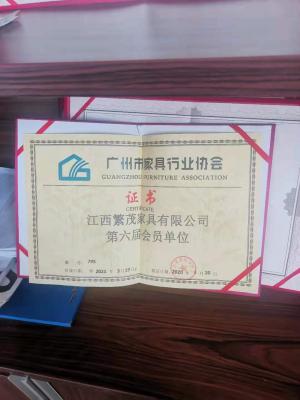 广州市家具行业协会
GUANGZHOU FURNITURE ASSOCIATION
证书
CERTIFICATE
江西繁茂家具有限公司
第六届会员单位